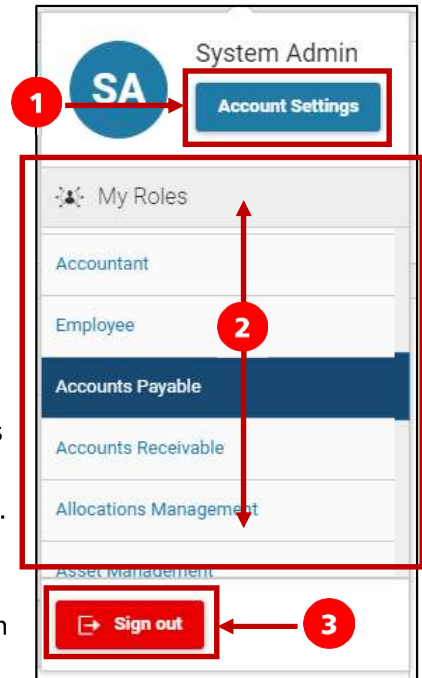 System Admin
SA
1
Account Settings
My Roles
Accountant
Employee
2
Accounts Payable
s
Accounts Receivable
.
Allocations Management
Asset Management
n
Sign out
3